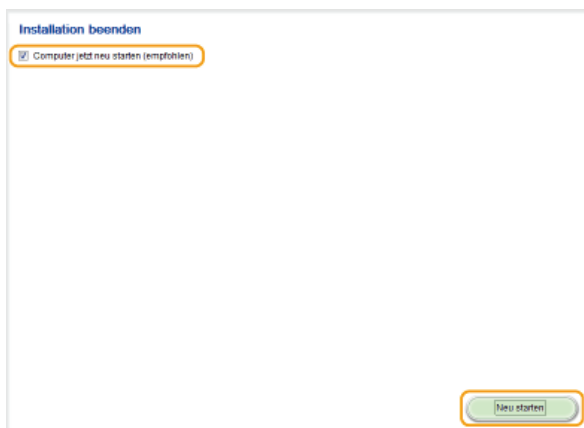 Installation beenden
Computer jetzt neu starten (empfohlen)
Neu starten